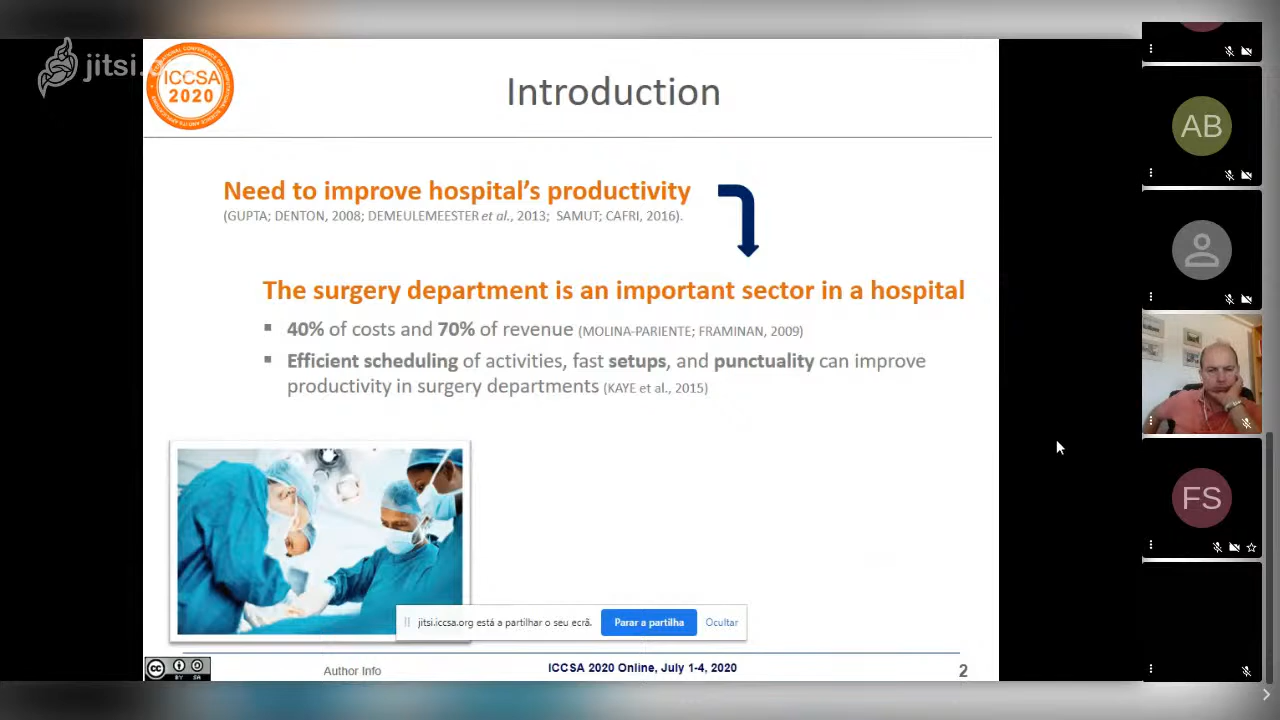 jitsi.o
ICCSA
2020
Introduction
Need to improve hospital's productivity
(GUPTA; DENTON, 2008; DEMEULEMEESTER et al., 2013; SAMUT; CAFRI, 2016).
The surgery department is an important sector in a hospital
▪ 40% of costs and 70% of revenue (MOLINA-PARIENTE; FRAMINAN, 2009)
▪ Efficient scheduling of activities, fast setups, and punctuality can improve
productivity in surgery departments (KAYE et al., 2015)
jitsi.iccsa.org está a partilhar o seu ecrã.
Parar a partilha
Ocultar
cc
BY SA
Author Info
ICCSA 2020 Online, July 1-4, 2020
2
AB
FS